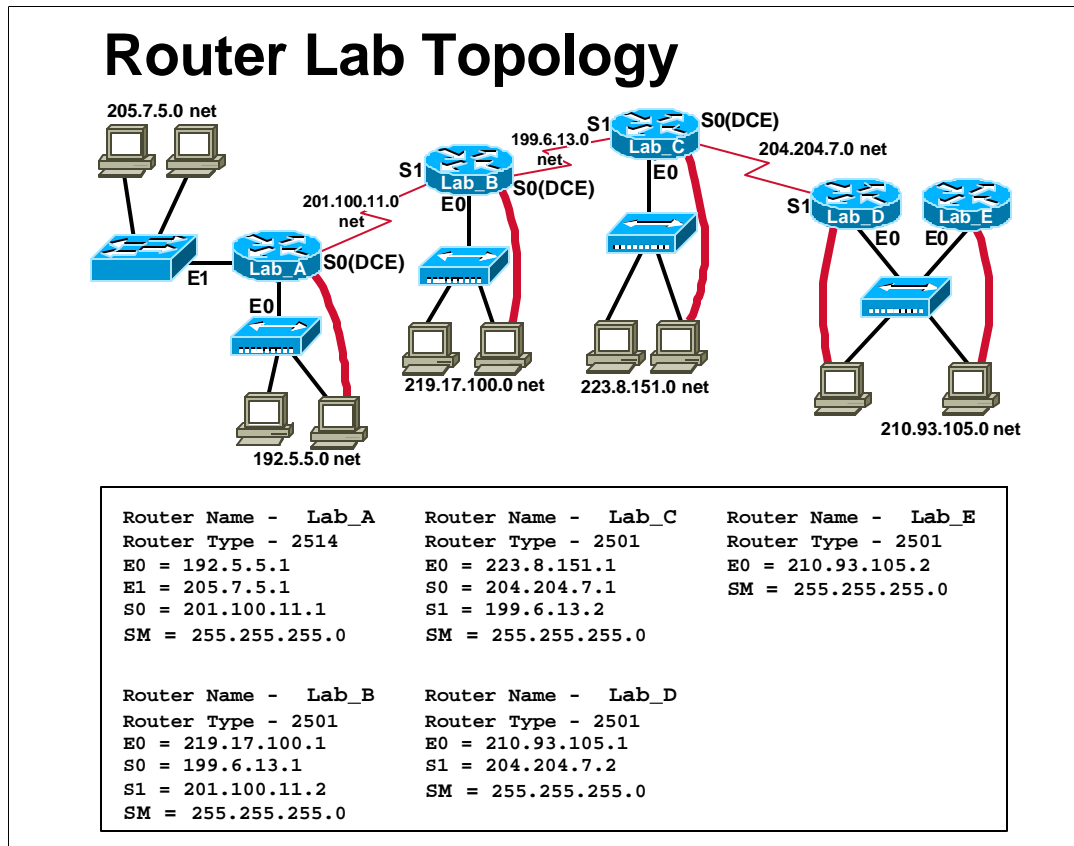 Router Lab Topology
205.7.5.0 net
S1
S0(DCE)
199.6.13.0
net
Lab_C
204.204.7.0 net
E0
S1
Lab_B
S0(DCE)
E0
201.100.11.0
net
S1
Lab_D
Lab_E
E0
E0
Lab_A
S0(DCE)
E1
E0
219.17.100.0 net
223.8.151.0 net
210.93.105.0 net
192.5.5.0 net
Router Name - Lab_A
Router Type - 2514
E0 = 192.5.5.1
E1 = 205.7.5.1
S0 = 201.100.11.1
SM = 255.255.255.0
Router Name - Lab_C
Router Type - 2501
E0 = 223.8.151.1
S0 = 204.204.7.1
S1 = 199.6.13.2
SM = 255.255.255.0
Router Name - Lab_E
Router Type - 2501
E0 = 210.93.105.2
SM = 255.255.255.0
Router Name - Lab_B
Router Type - 2501
E0 = 219.17.100.1
S0 = 199.6.13.1
S1 = 201.100.11.2
SM = 255.255.255.0
Router Name - Lab_D
Router Type - 2501
E0 = 210.93.105.1
S1 = 204.204.7.2
SM = 255.255.255.0